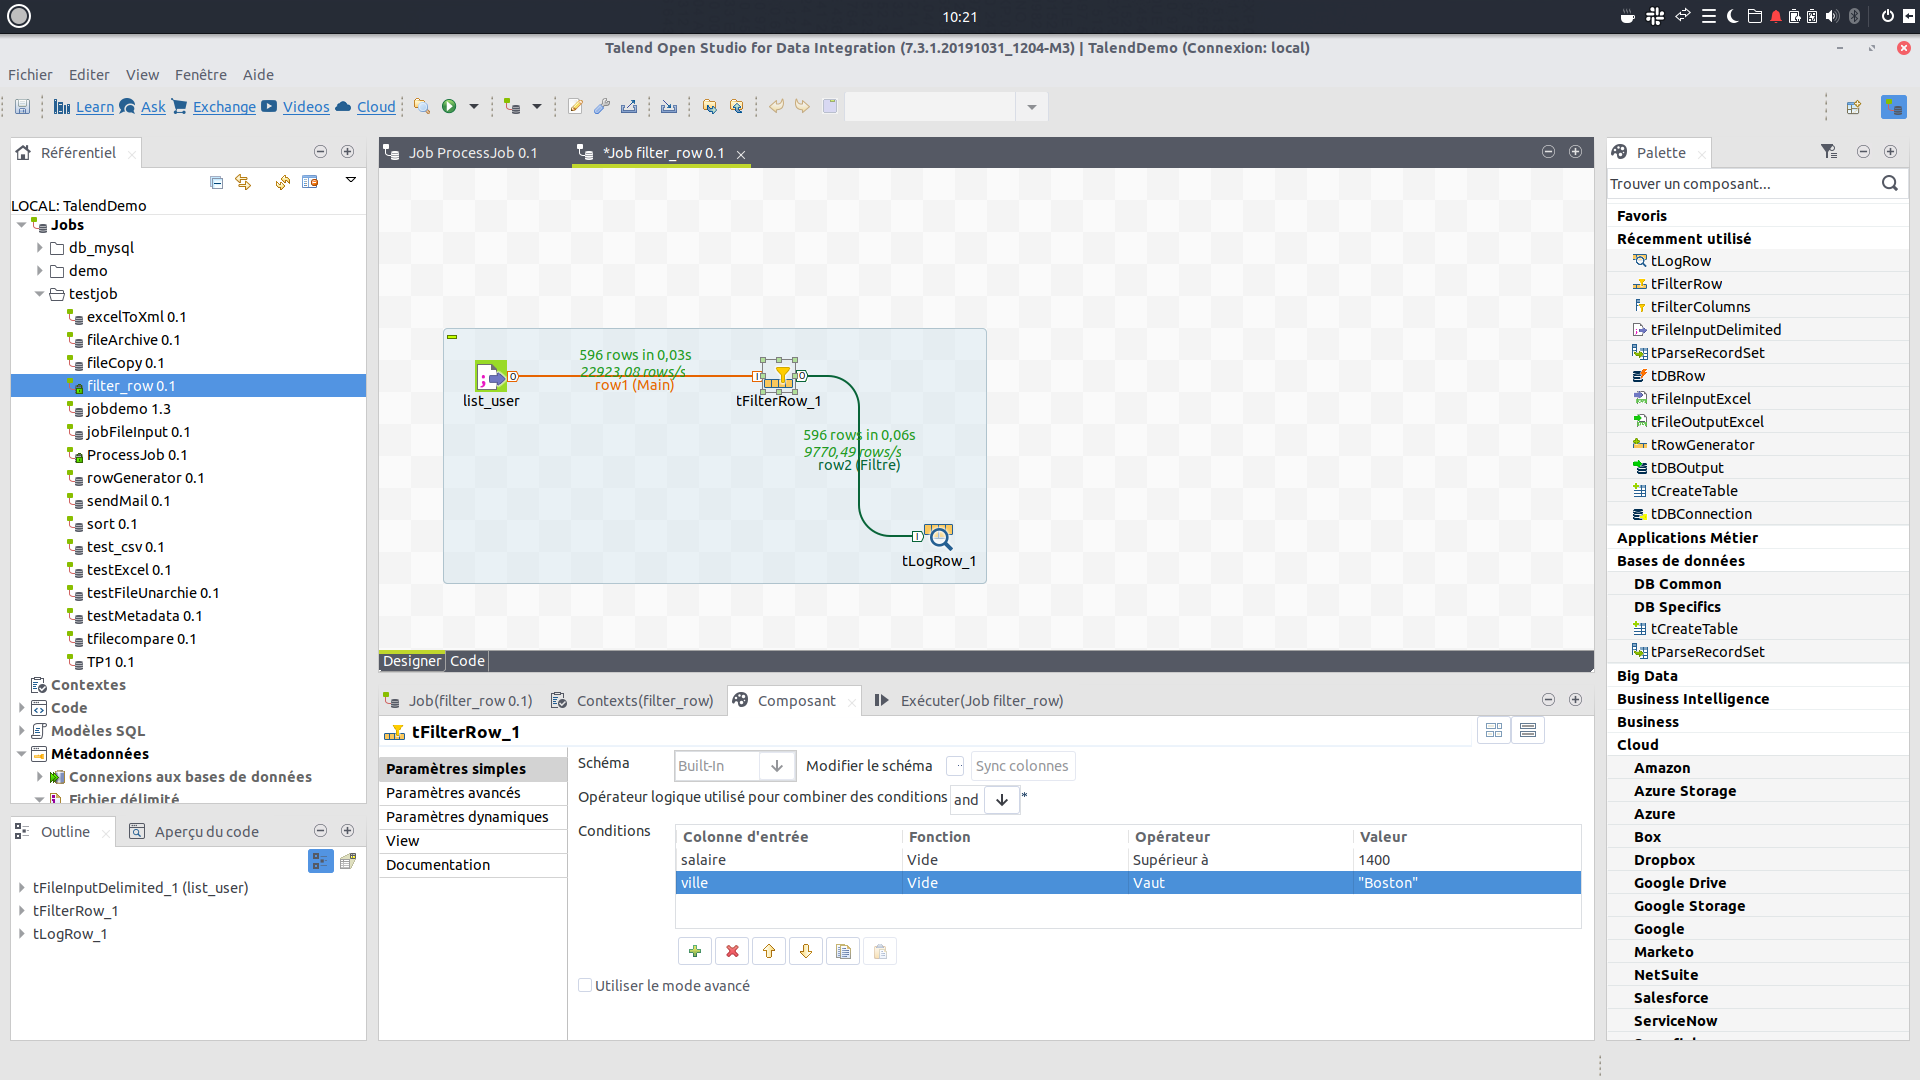 10:21
Talend Open Studio for Data Integration (7.3.1.20191031_1204-M3) | TalendDemo (Connexion: local)
Fichier Editer View Fenêtre Aide
Learn Ask Exchange Videos Cloud
Référentiel
LOCAL: TalendDemo
Jobs
db_mysql
demo
testjob
excelToXml 0.1
fileArchive 0.1
fileCopy 0.1
filter_row 0.1
jobdemo 1.3
jobFileInput 0.1
ProcessJob 0.1
rowGenerator 0.1
sendMail 0.1
sort 0.1
test_csv 0.1
testExcel 0.1
testFileUnarchie 0.1
testMetadata 0.1
tfilecompare 0.1
TP1 0.1
Contextes
Code
Modèles SQL
Métadonnées
Connexions aux bases de données
Fichier délimité
Outline Aperçu du code
tFileInputDelimited_1 (list_user)
tFilterRow_1
tLogRow_1
Job ProcessJob 0.1 *Job filter_row 0.1
596 rows in 0,03s
22923,08 rows/s
row1 (Main)
list_user
tFilterRow_1
596 rows in 0,06s
9770,49 rows/s
row2 (Filtre)
tLogRow_1
Designer Code
Job(filter_row 0.1) Contexts(filter_row) Composant Exécuter(Job filter_row)
tFilterRow_1
Paramètres simples
Paramètres avancés
Paramètres dynamiques
View
Documentation
Schéma Built-In Modifier le schéma ... Sync colonnes
Opérateur logique utilisé pour combiner des conditions and *
Conditions
Colonne d'entrée Fonction Opérateur Valeur
salaire Vide Supérieur à 1400
ville Vide Vaut "Boston"
Utiliser le mode avancé
Palette
Trouver un composant...
Favoris
Récemment utilisé
tLogRow
tFilterRow
tFilterColumns
tFileInputDelimited
tParseRecordSet
tDBRow
tFileInputExcel
tFileOutputExcel
tRowGenerator
tDBOutput
tCreateTable
tDBConnection
Applications Métier
Bases de données
DB Common
DB Specifics
tCreateTable
tParseRecordSet
Big Data
Business Intelligence
Business
Cloud
Amazon
Azure Storage
Azure
Box
Dropbox
Google Drive
Google Storage
Google
Marketo
NetSuite
Salesforce
ServiceNow